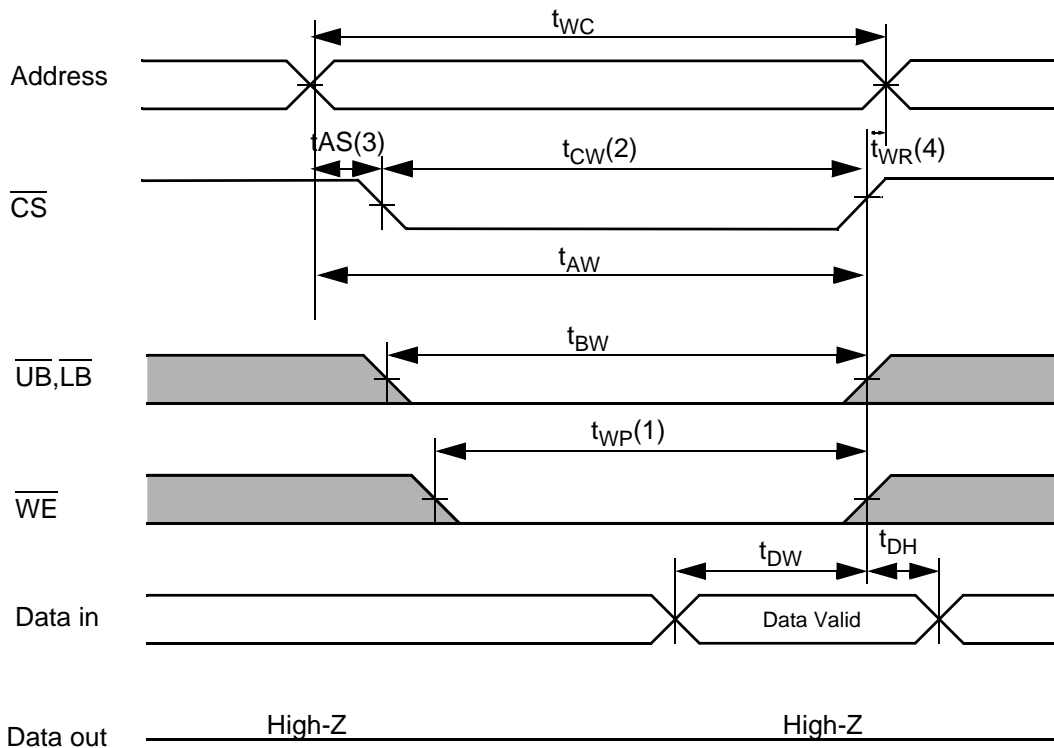 tWC
Address
tAS(3) tCW(2) tWR(4)
CS
tAW
tBW
UB,LB
tWP(1)
WE
tDW tDH
Data in Data Valid
Data out High-Z High-Z